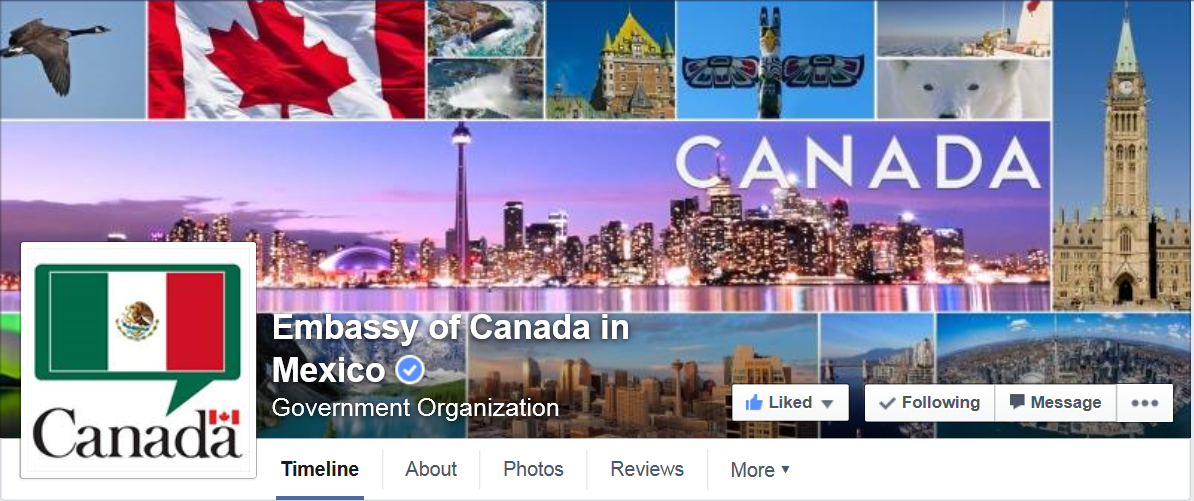 CANADA
Embassy of Canada in
Mexico
Government Organization
Canada
Liked
Following
Message
Timeline
About
Photos
Reviews
More